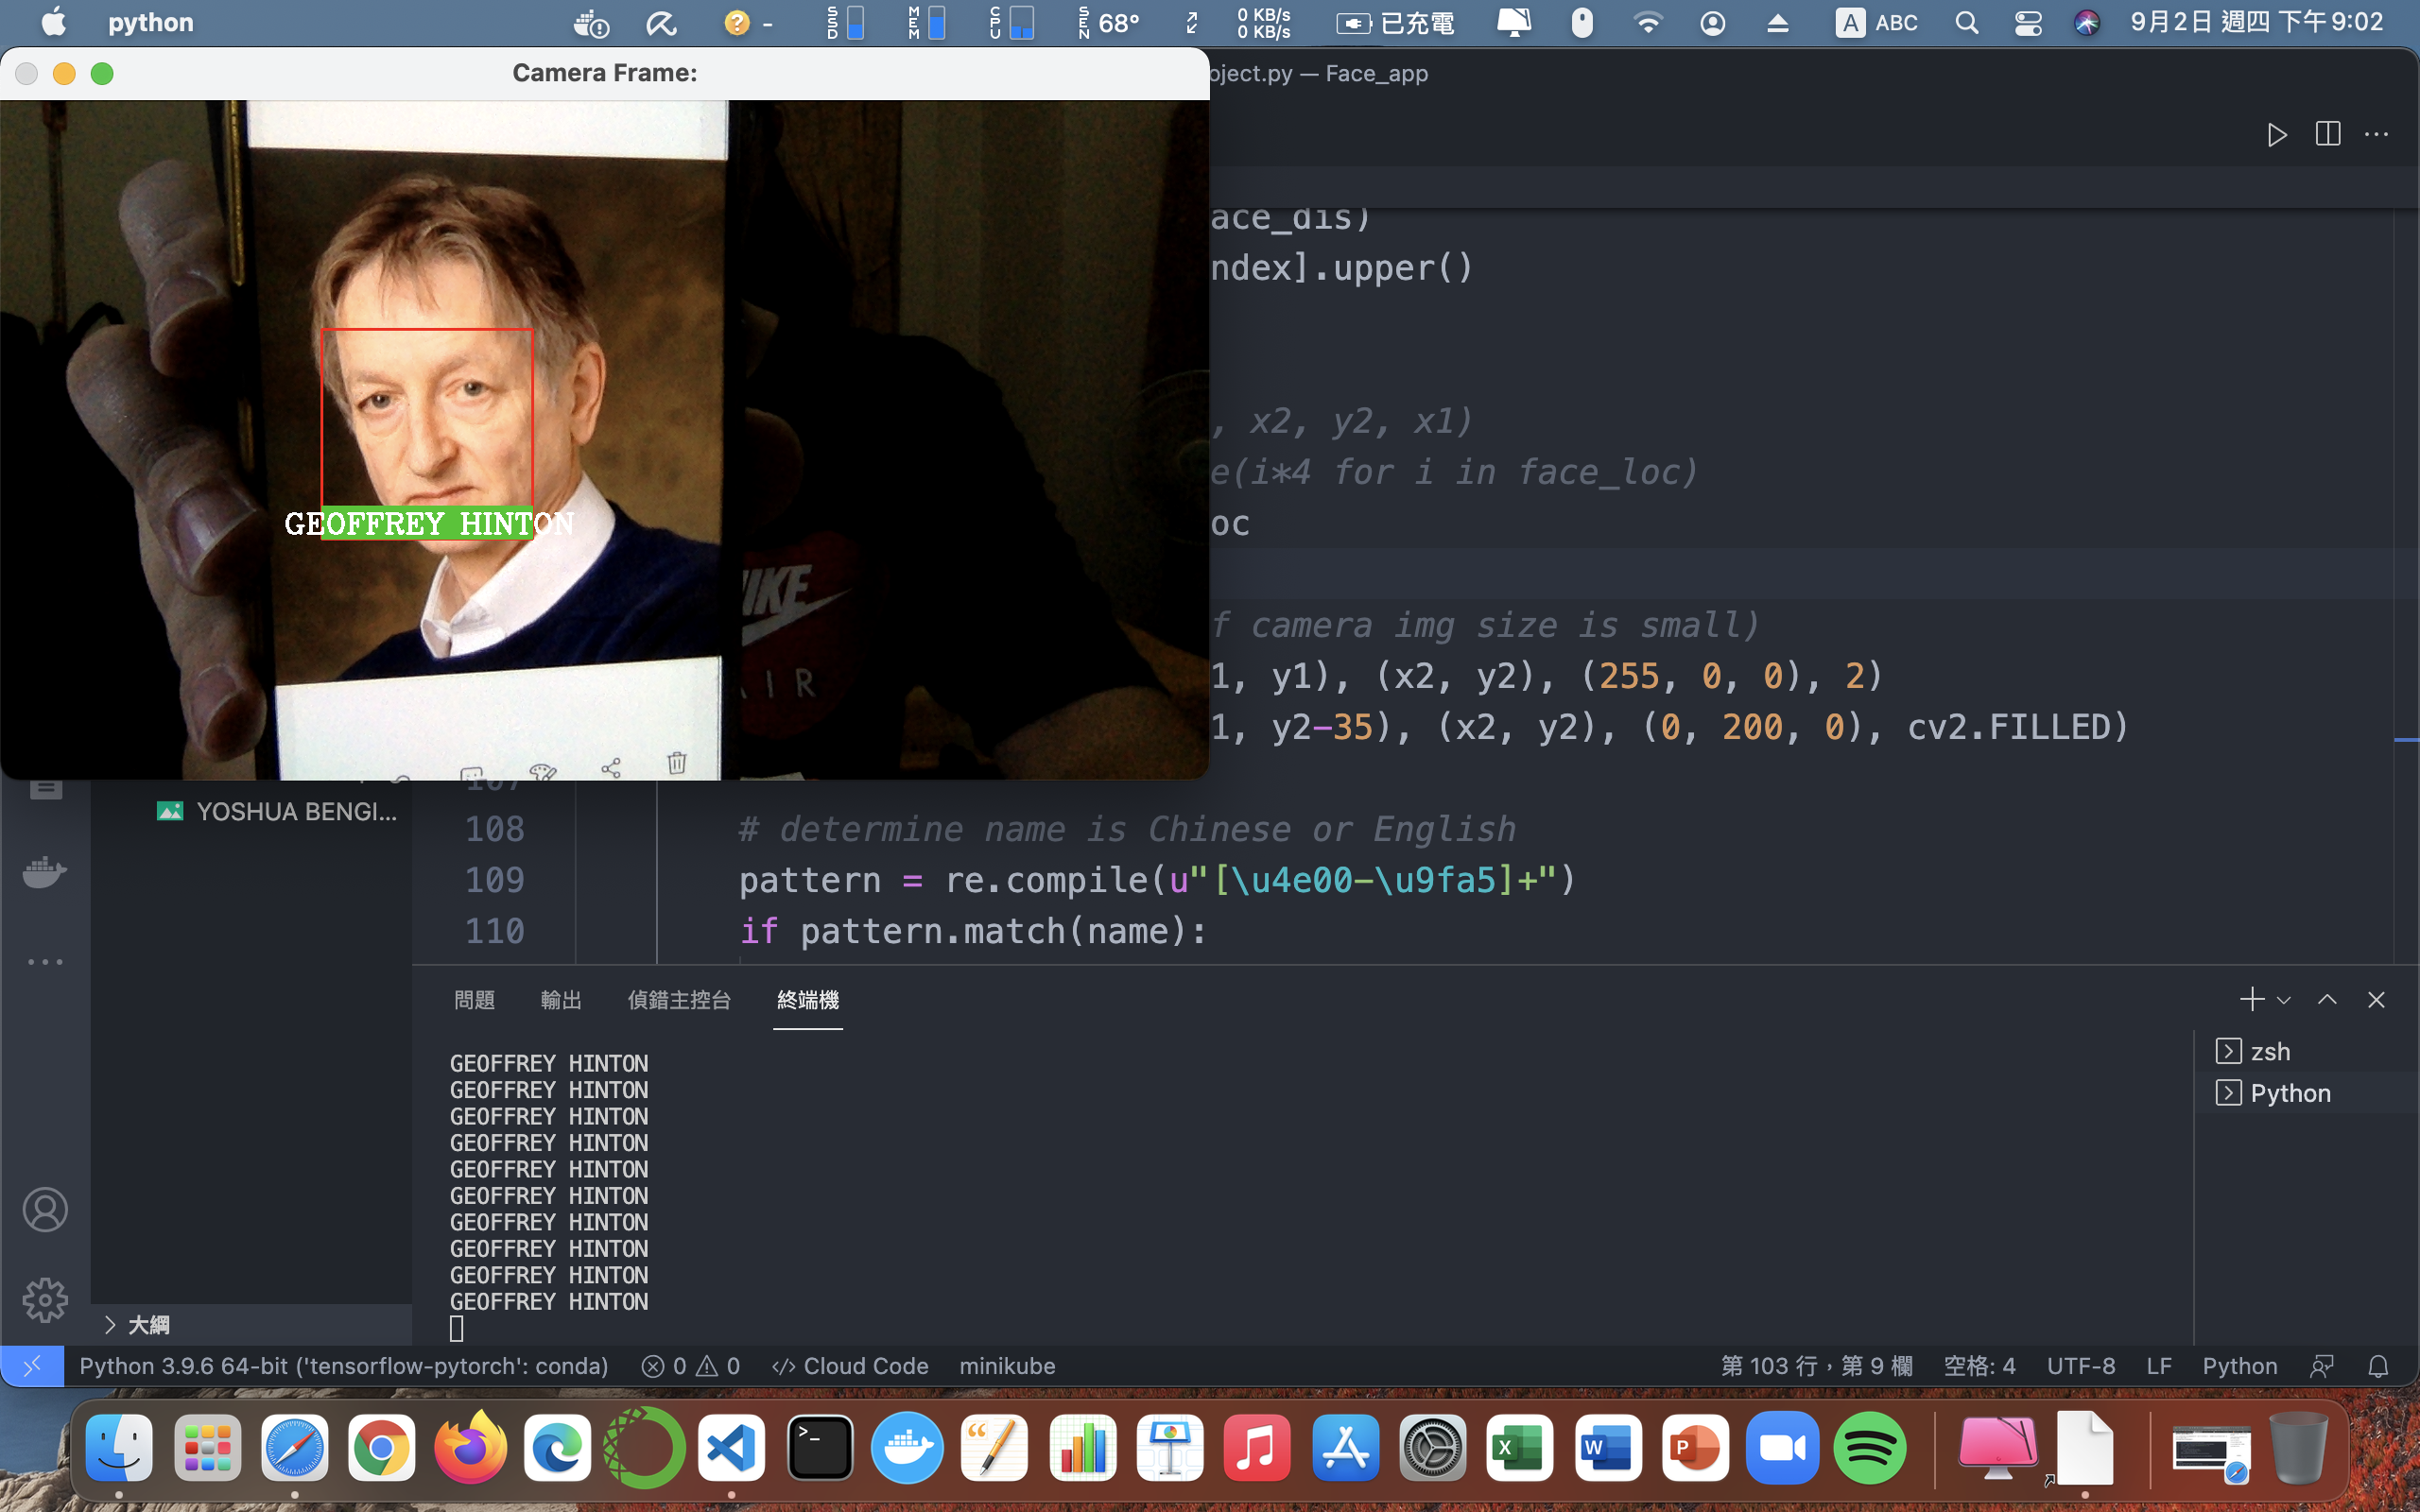 python
SSD
MEM
CPU
SEN 68°
0 KB/s
0 KB/s
已充電
A ABC
9月2日 週四 下午9:02
Camera Frame:
oject.py — Face_app
GEOFFREY HINTON
NIKE
AIR
ace_dis)
ndex].upper()
, x2, y2, x1)
e(i*4 for i in face_loc)
oc
f camera img size is small)
1, y1), (x2, y2), (255, 0, 0), 2)
1, y2-35), (x2, y2), (0, 200, 0), cv2.FILLED)
YOSHUA BENGI...
107
108 # determine name is Chinese or English
109 pattern = re.compile(u"[\u4e00-\u9fa5]+")
110 if pattern.match(name):
問題 輸出 偵錯主控台 終端機
GEOFFREY HINTON
GEOFFREY HINTON
GEOFFREY HINTON
GEOFFREY HINTON
GEOFFREY HINTON
GEOFFREY HINTON
GEOFFREY HINTON
GEOFFREY HINTON
GEOFFREY HINTON
GEOFFREY HINTON
zsh
Python
大綱
Python 3.9.6 64-bit ('tensorflow-pytorch': conda) 0 0 Cloud Code minikube
第 103 行，第 9 欄 空格: 4 UTF-8 LF Python